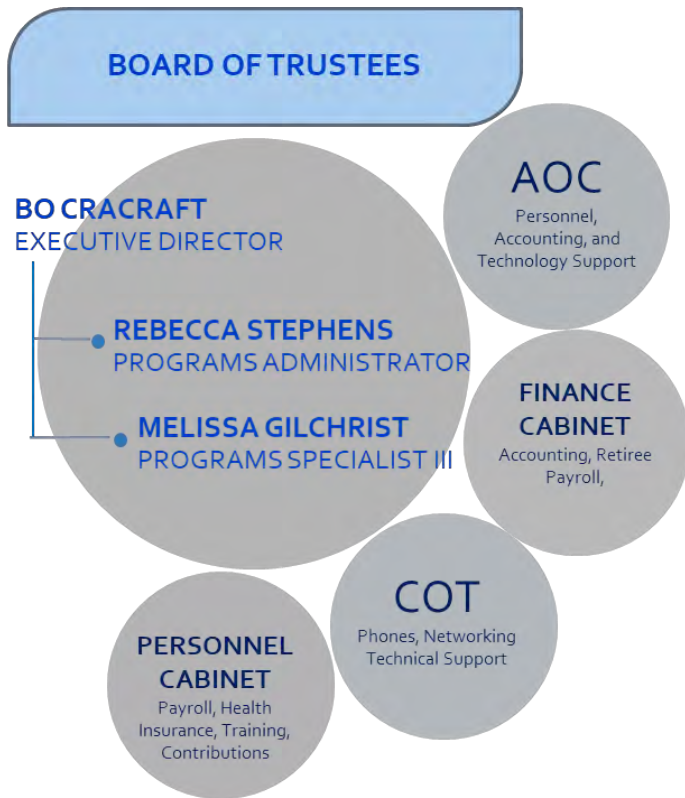 BOARD OF TRUSTEES
BO CRACRAFT
EXECUTIVE DIRECTOR
REBECCA STEPHENS
PROGRAMS ADMINISTRATOR
MELISSA GILCHRIST
PROGRAMS SPECIALIST III
AOC
Personnel,
Accounting, and
Technology Support
FINANCE
CABINET
Accounting, Retiree
Payroll,
COT
Phones, Networking
Technical Support
PERSONNEL
CABINET
Payroll, Health
Insurance, Training,
Contributions